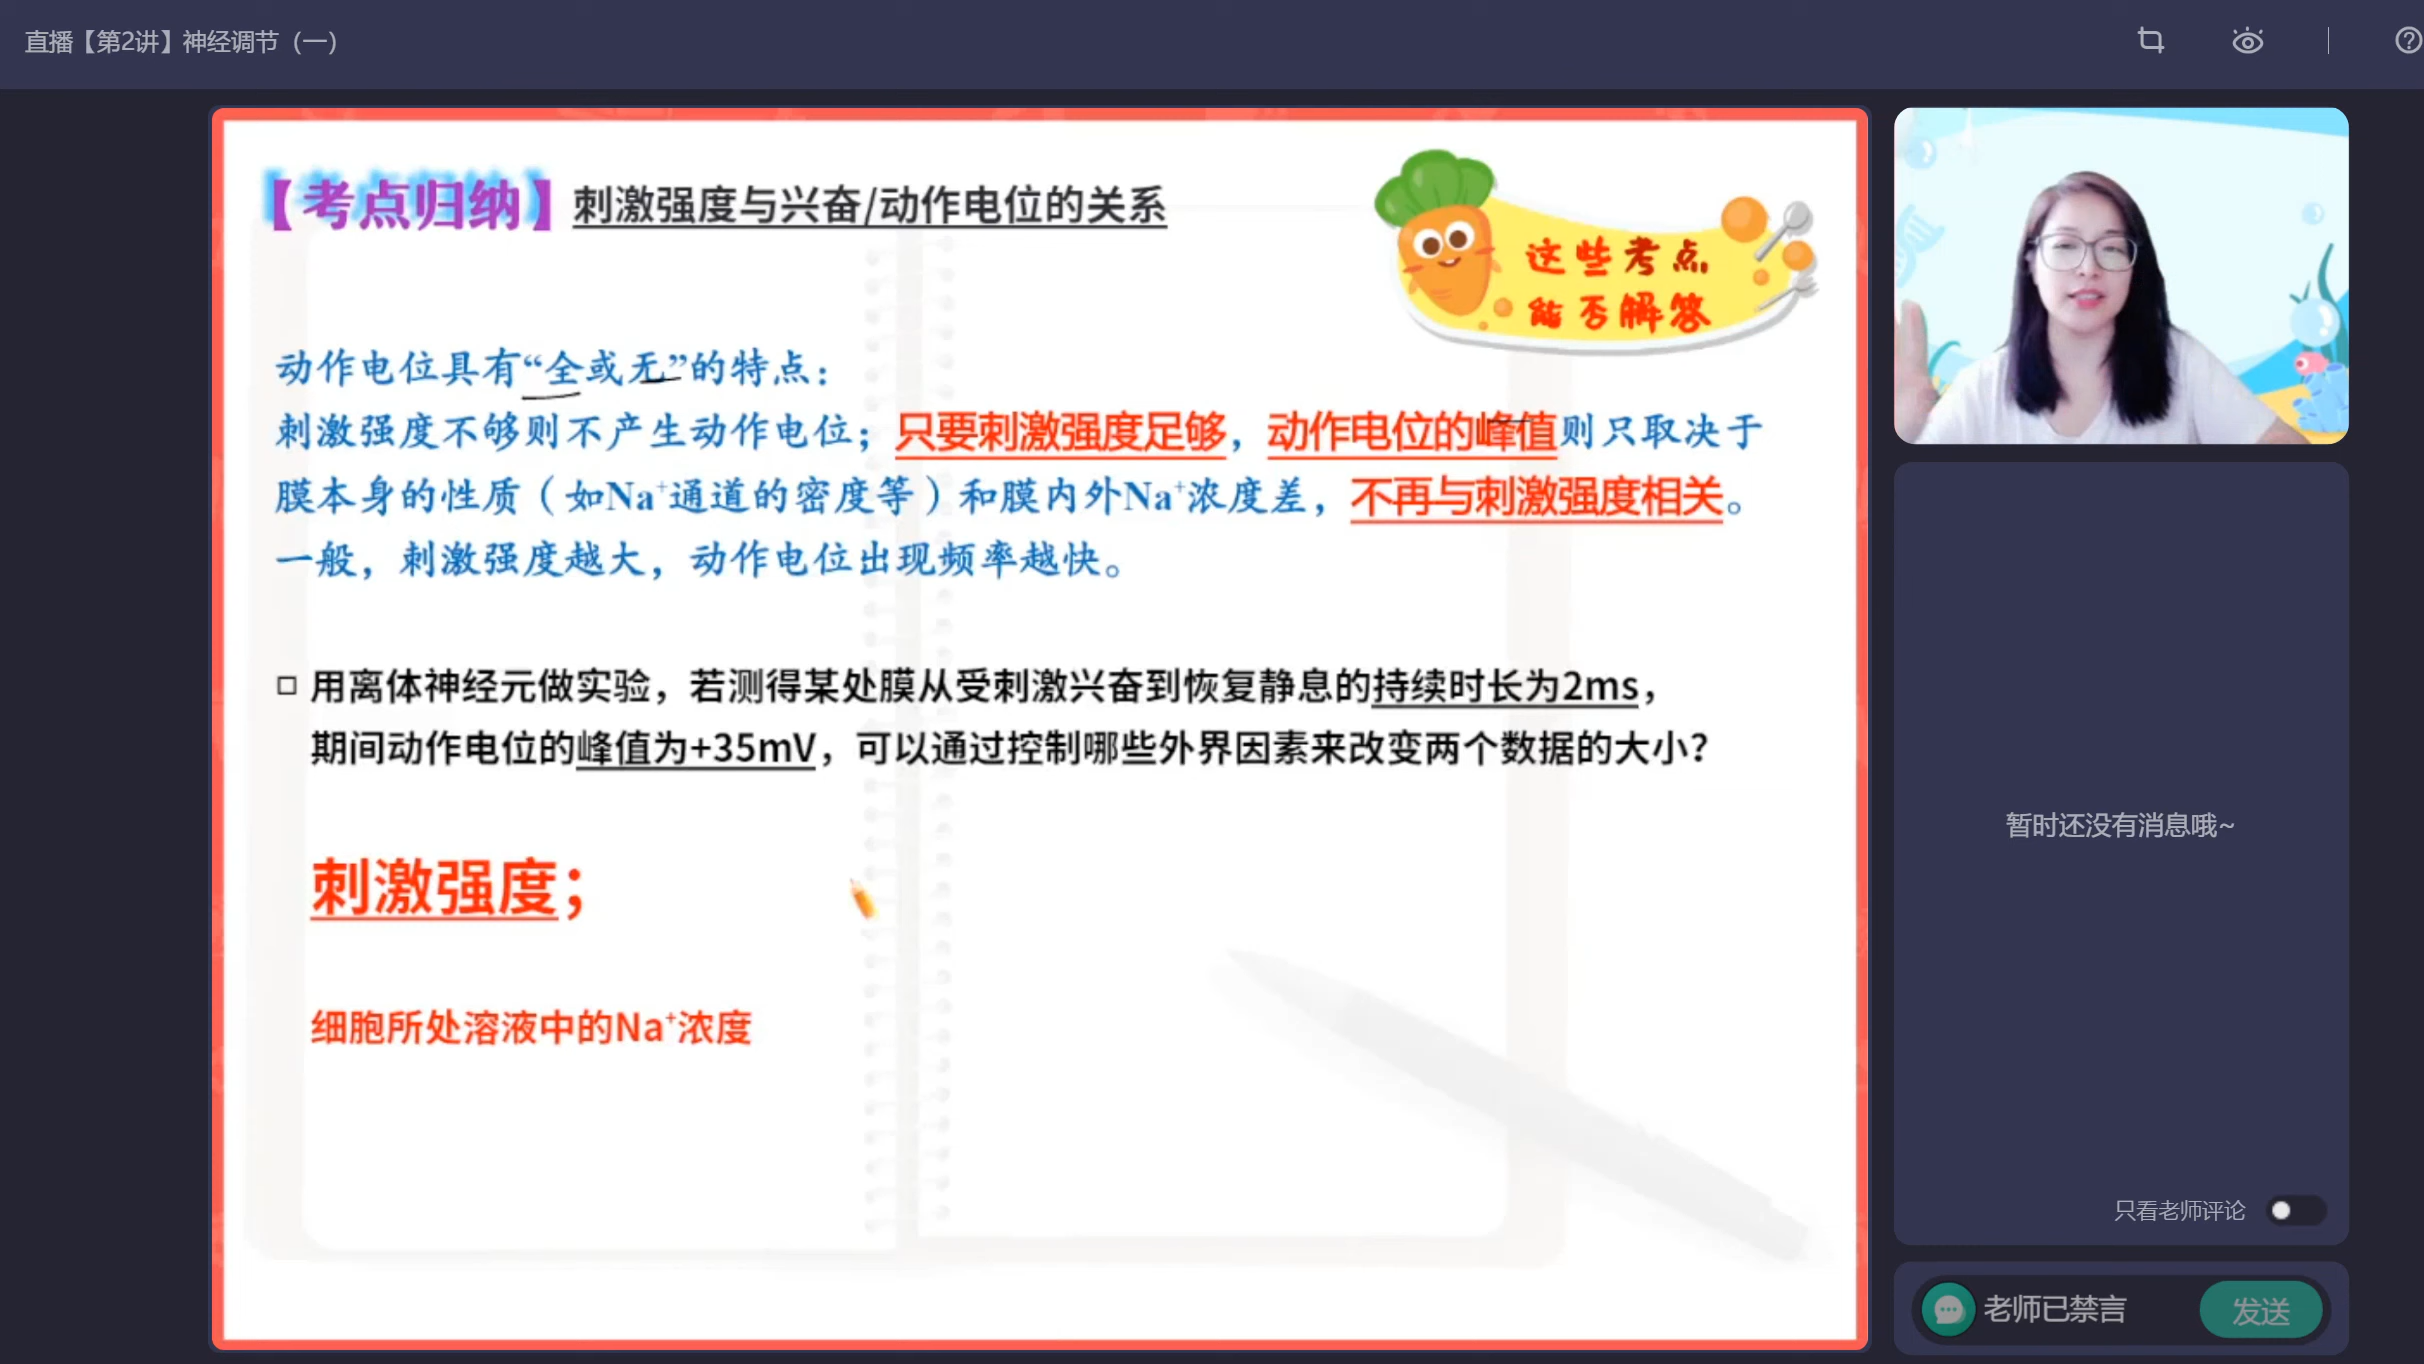 直播【第2讲】神经调节（一）
【考点归纳】刺激强度与兴奋/动作电位的关系
这些考点
能否解答
动作电位具有“全或无”的特点：
刺激强度不够则不产生动作电位；只要刺激强度足够，动作电位的峰值则只取决于
膜本身的性质（如Na⁺通道的密度等）和膜内外Na⁺浓度差，不再与刺激强度相关。
一般，刺激强度越大，动作电位出现频率越快。
用离体神经元做实验，若测得某处膜从受刺激兴奋到恢复静息的持续时长为2ms，
期间动作电位的峰值为+35mV，可以通过控制哪些外界因素来改变两个数据的大小？
刺激强度；
细胞所处溶液中的Na⁺浓度
暂时还没有消息哦~
只看老师评论
老师已禁言
发送